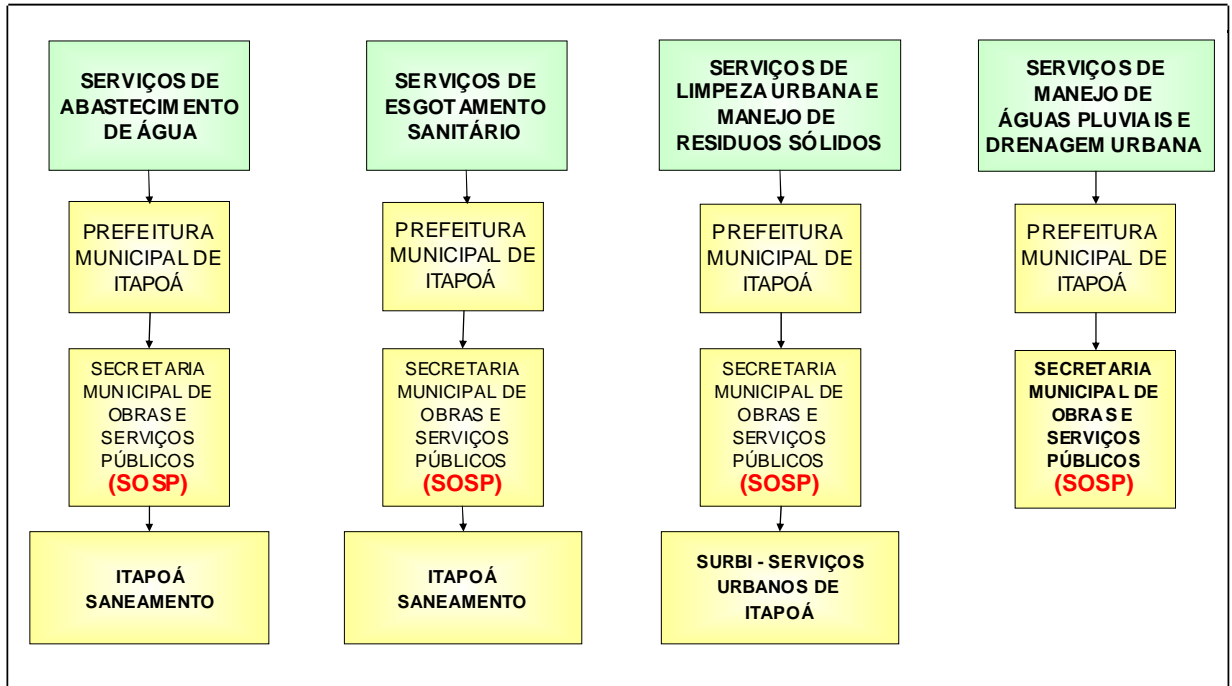 SERVIÇOS DE
ABASTECIMENTO
DE ÁGUA
PREFEITURA
MUNICIPAL DE
ITAPOÁ
SECRETARIA
MUNICIPAL DE
OBRAS E
SERVIÇOS
PÚBLICOS
(SOSP)
ITAPOÁ
SANEAMENTO
SERVIÇOS DE
ESGOTAMENTO
SANITÁRIO
PREFEITURA
MUNICIPAL DE
ITAPOÁ
SECRETARIA
MUNICIPAL DE
OBRAS E
SERVIÇOS
PÚBLICOS
(SOSP)
ITAPOÁ
SANEAMENTO
SERVIÇOS DE
LIMPEZA URBANA E
MANEJO DE
RESIDUOS SÓLIDOS
PREFEITURA
MUNICIPAL DE
ITAPOÁ
SECRETARIA
MUNICIPAL DE
OBRAS E
SERVIÇOS
PÚBLICOS
(SOSP)
SURBI - SERVIÇOS
URBANOS DE
ITAPOÁ
SERVIÇOS DE
MANEJO DE
ÁGUAS PLUVIAIS E
DRENAGEM URBANA
PREFEITURA
MUNICIPAL DE
ITAPOÁ
SECRETARIA
MUNICIPAL DE
OBRAS E
SERVIÇOS
PÚBLICOS
(SOSP)